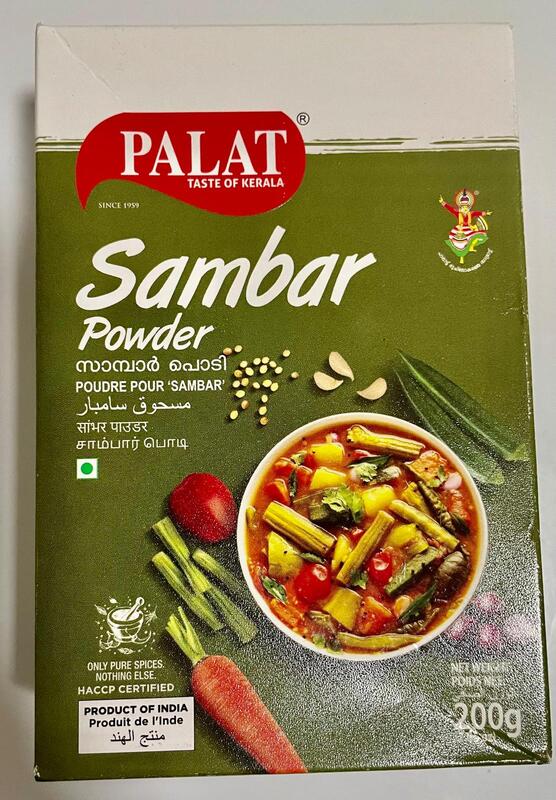 PALAT ®
TASTE OF KERALA
SINCE 1959
Sambar
Powder
സാമ്പാർ പൊടി
POUDRE POUR ‘SAMBAR’
مسحوق سامبار
सांभर पाउडर
சாம்பார் பொடி
ONLY PURE SPICES.
NOTHING ELSE.
HACCP CERTIFIED
PRODUCT OF INDIA
Produit de l'Inde
منتج الهند
NET WEIGHT:
POIDS NET:
200g